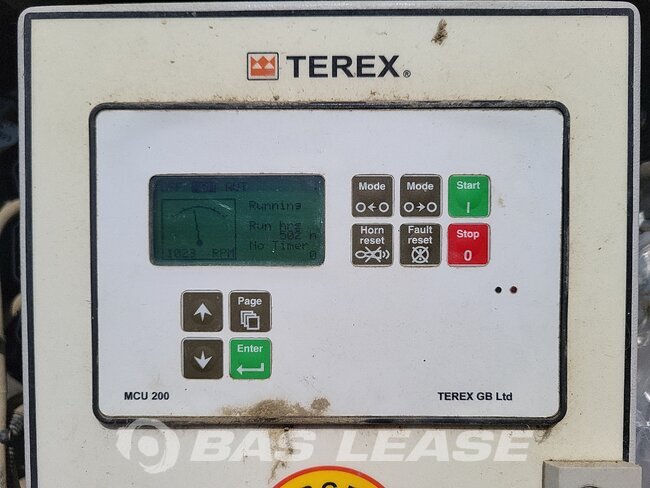 TEREX®
AUT
Running
Run hrs
502 h
No Timer
0
1023 RPM
Mode
Mode
Start
I
Horn
reset
Fault
reset
Stop
0
Page
Enter
MCU 200
TEREX GB Ltd
BAS LEASE